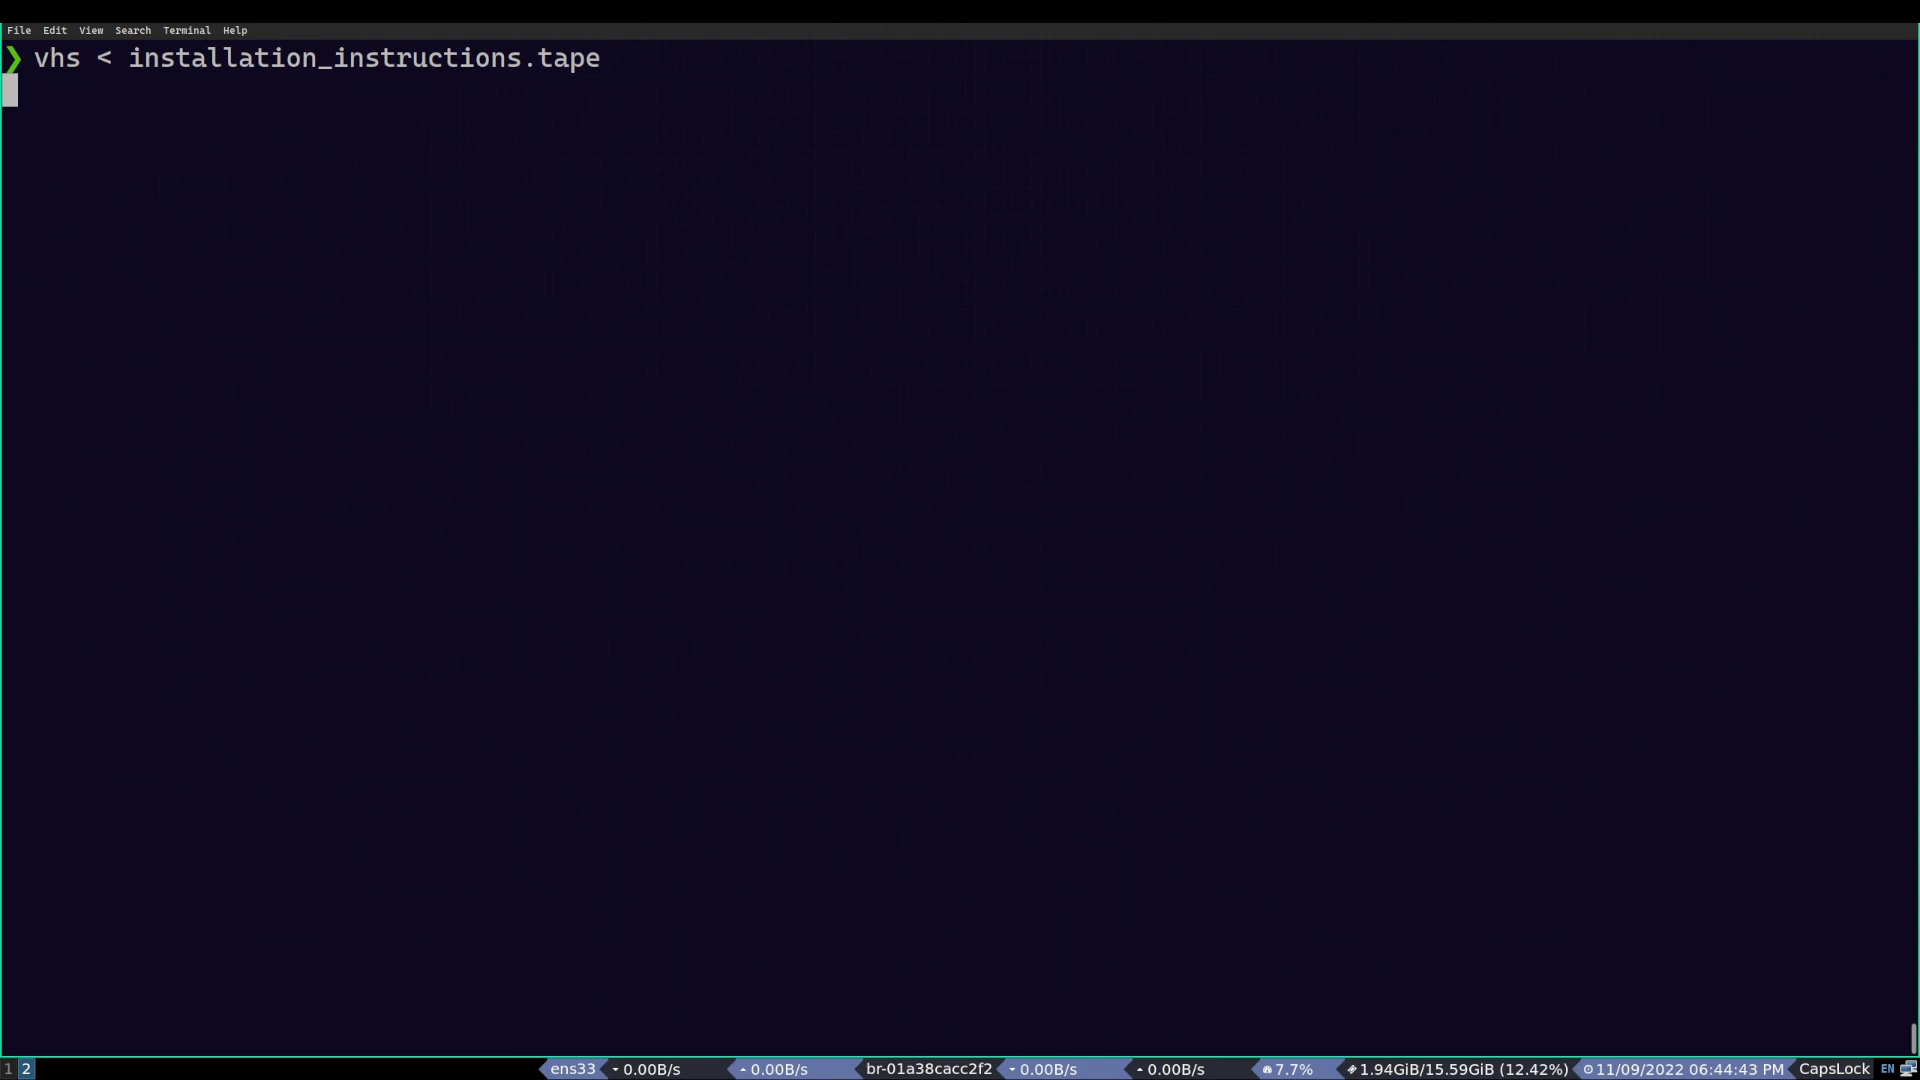 File Edit View Search Terminal Help
❯ vhs < installation_instructions.tape
1 2 ens33 0.00B/s 0.00B/s br-01a38cacc2f2 0.00B/s 0.00B/s 7.7% 1.94GiB/15.59GiB (12.42%) 11/09/2022 06:44:43 PM CapsLock EN